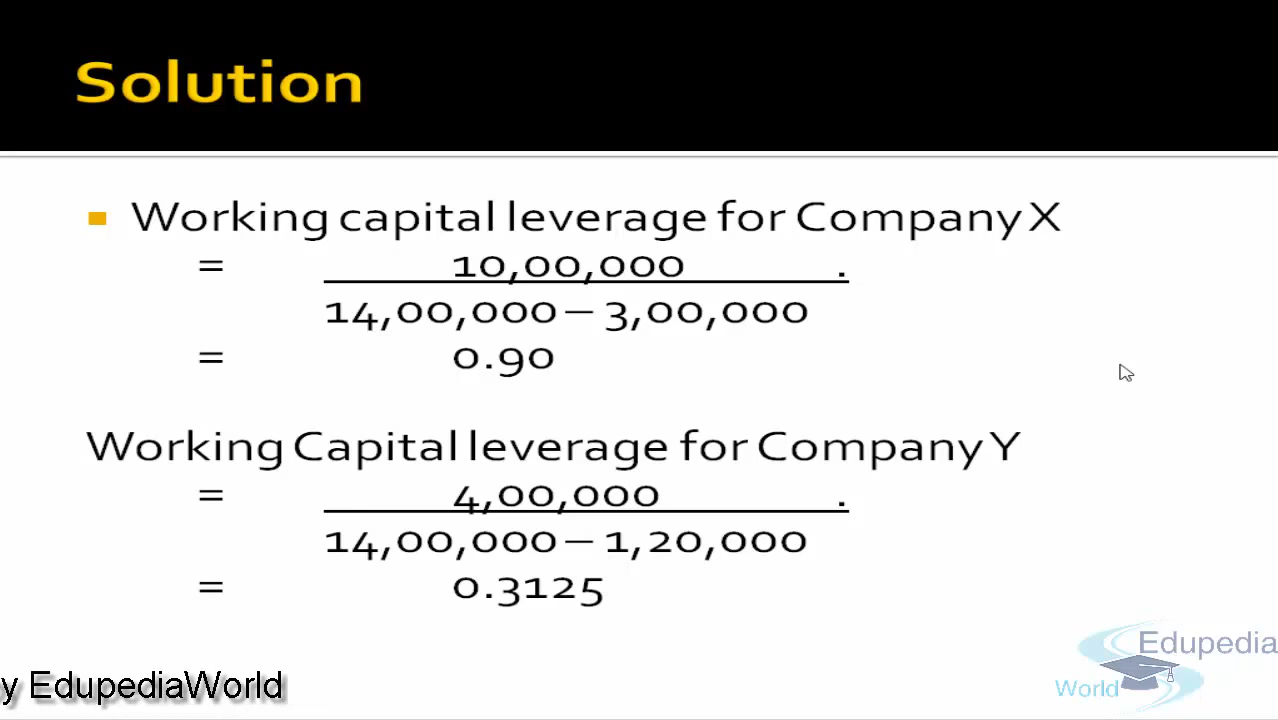 Solution
Working capital leverage for Company X
= 10,00,000 .
14,00,000 – 3,00,000
= 0.90
Working Capital leverage for Company Y
= 4,00,000 .
14,00,000 – 1,20,000
= 0.3125
Edupedia
World
y EdupediaWorld